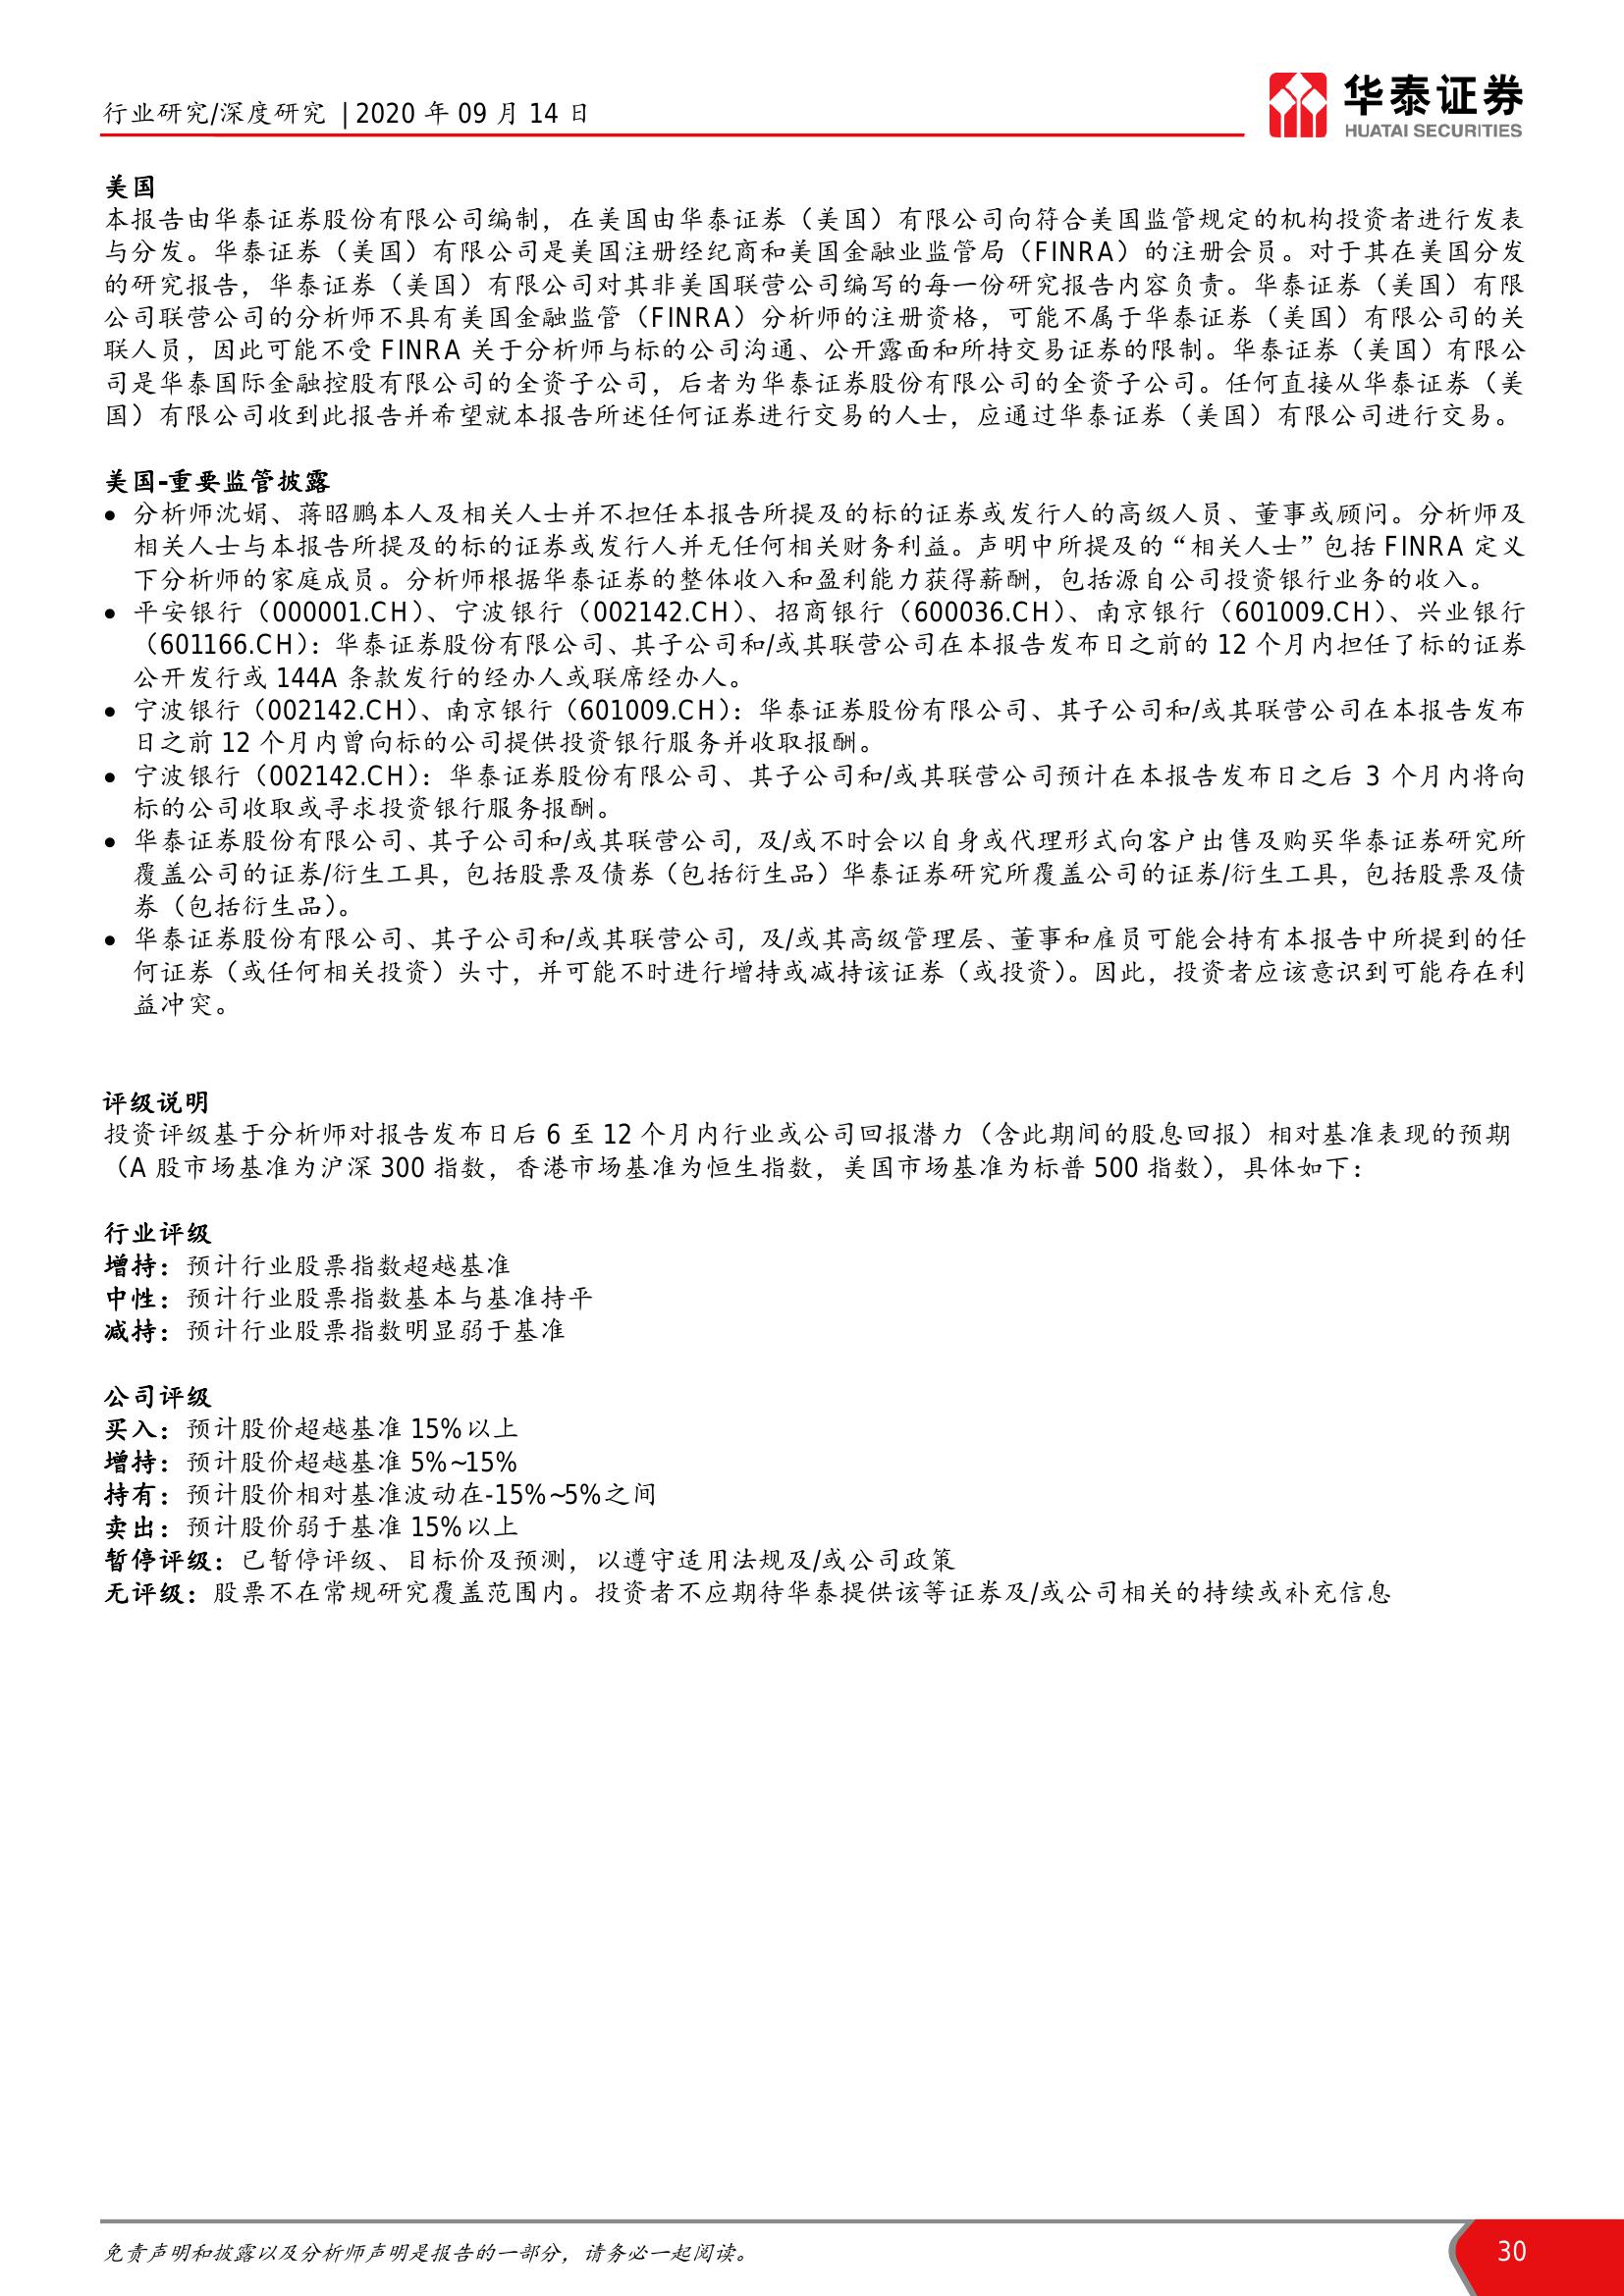 行业研究/深度研究 | 2020 年 09 月 14 日
华泰证券
HUATAI SECURITIES
美国
本报告由华泰证券股份有限公司编制，在美国由华泰证券（美国）有限公司向符合美国监管规定的机构投资者进行发表
与分发。华泰证券（美国）有限公司是美国注册经纪商和美国金融业监管局（FINRA）的注册会员。对于其在美国分发
的研究报告，华泰证券（美国）有限公司对其非美国联营公司编写的每一份研究报告内容负责。华泰证券（美国）有限
公司联营公司的分析师不具有美国金融监管（FINRA）分析师的注册资格，可能不属于华泰证券（美国）有限公司的关
联人员，因此可能不受 FINRA 关于分析师与标的公司沟通、公开露面和所持交易证券的限制。华泰证券（美国）有限公
司是华泰国际金融控股有限公司的全资子公司，后者为华泰证券股份有限公司的全资子公司。任何直接从华泰证券（美
国）有限公司收到此报告并希望就本报告所述任何证券进行交易的人士，应通过华泰证券（美国）有限公司进行交易。
美国-重要监管披露
● 分析师沈娟、蒋昭鹏本人及相关人士并不担任本报告所提及的标的证券或发行人的高级人员、董事或顾问。分析师及
相关人士与本报告所提及的标的证券或发行人并无任何相关财务利益。声明中所提及的“相关人士”包括 FINRA 定义
下分析师的家庭成员。分析师根据华泰证券的整体收入和盈利能力获得薪酬，包括源自公司投资银行业务的收入。
● 平安银行（000001.CH）、宁波银行（002142.CH）、招商银行（600036.CH）、南京银行（601009.CH）、兴业银行
（601166.CH）：华泰证券股份有限公司、其子公司和/或其联营公司在本报告发布日之前的 12 个月内担任了标的证券
公开发行或 144A 条款发行的经办人或联席经办人。
● 宁波银行（002142.CH）、南京银行（601009.CH）：华泰证券股份有限公司、其子公司和/或其联营公司在本报告发布
日之前 12 个月内曾向标的公司提供投资银行服务并收取报酬。
● 宁波银行（002142.CH）：华泰证券股份有限公司、其子公司和/或其联营公司预计在本报告发布日之后 3 个月内将向
标的公司收取或寻求投资银行服务报酬。
● 华泰证券股份有限公司、其子公司和/或其联营公司, 及/或不时会以自身或代理形式向客户出售及购买华泰证券研究所
覆盖公司的证券/衍生工具，包括股票及债券（包括衍生品）华泰证券研究所覆盖公司的证券/衍生工具，包括股票及债
券（包括衍生品）。
● 华泰证券股份有限公司、其子公司和/或其联营公司, 及/或其高级管理层、董事和雇员可能会持有本报告中所提到的任
何证券（或任何相关投资）头寸，并可能不时进行增持或减持该证券（或投资）。因此，投资者应该意识到可能存在利
益冲突。
评级说明
投资评级基于分析师对报告发布日后 6 至 12 个月内行业或公司回报潜力（含此期间的股息回报）相对基准表现的预期
（A 股市场基准为沪深 300 指数，香港市场基准为恒生指数，美国市场基准为标普 500 指数），具体如下：
行业评级
增持：预计行业股票指数超越基准
中性：预计行业股票指数基本与基准持平
减持：预计行业股票指数明显弱于基准
公司评级
买入：预计股价超越基准 15%以上
增持：预计股价超越基准 5%~15%
持有：预计股价相对基准波动在-15%~5%之间
卖出：预计股价弱于基准 15%以上
暂停评级：已暂停评级、目标价及预测，以遵守适用法规及/或公司政策
无评级：股票不在常规研究覆盖范围内。投资者不应期待华泰提供该等证券及/或公司相关的持续或补充信息
免责声明和披露以及分析师声明是报告的一部分，请务必一起阅读。
30